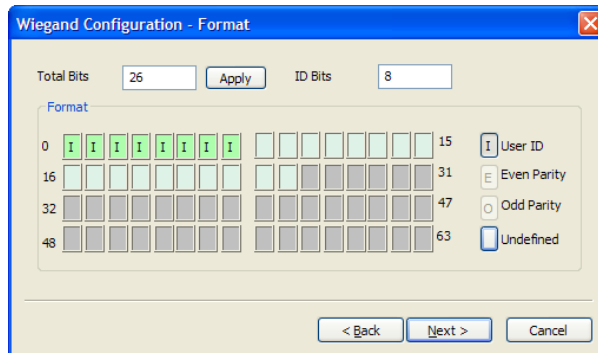 Wiegand Configuration - Format
Total Bits 26 Apply ID Bits 8
Format
0 I I I I I I I I 15 I User ID
16 31 E Even Parity
32 47 O Odd Parity
48 63 Undefined
< Back Next > Cancel